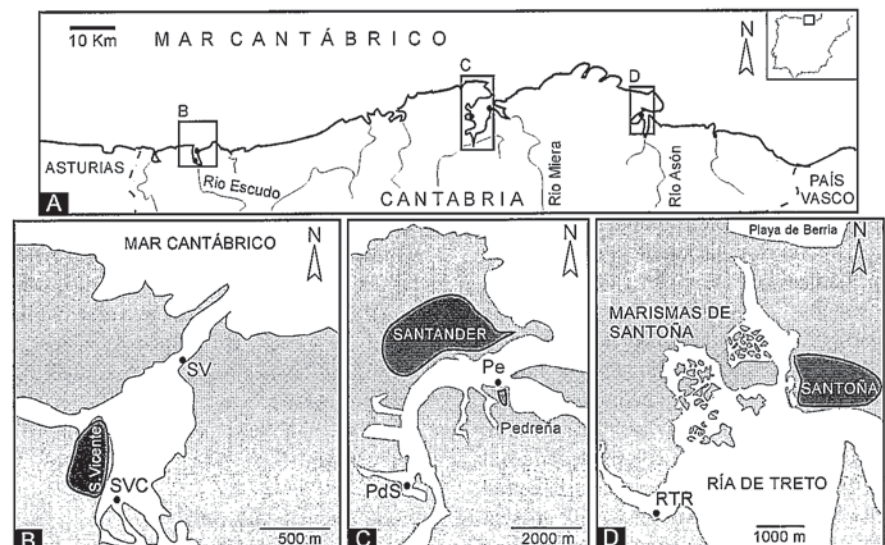 10 Km
MAR CANTÁBRICO
N
B
C
D
ASTURIAS
Río Escudo
CANTABRIA
Río Miera
Río Asón
PAÍS
VASCO
A
MAR CANTÁBRICO
N
SV
S. Vicente
SVC
B
500 m
N
SANTANDER
Pe
Pedreña
PdS
C
2000 m
Playa de Berria
N
MARISMAS DE
SANTOÑA
SANTOÑA
RÍA DE TRETO
RTR
D
1000 m